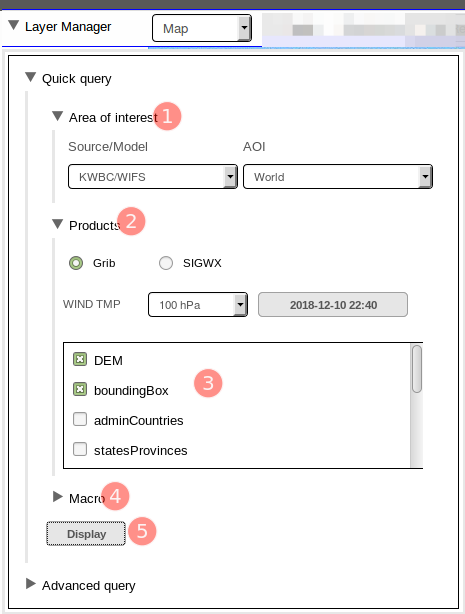 Layer Manager Map
Quick query
Area of interest 1
Source/Model AOI
KWBC/WIFS World
Products 2
Grib SIGWX
WIND TMP 100 hPa 2018-12-10 22:40
DEM
boundingBox 3
adminCountries
statesProvinces
Macro 4
Display 5
Advanced query